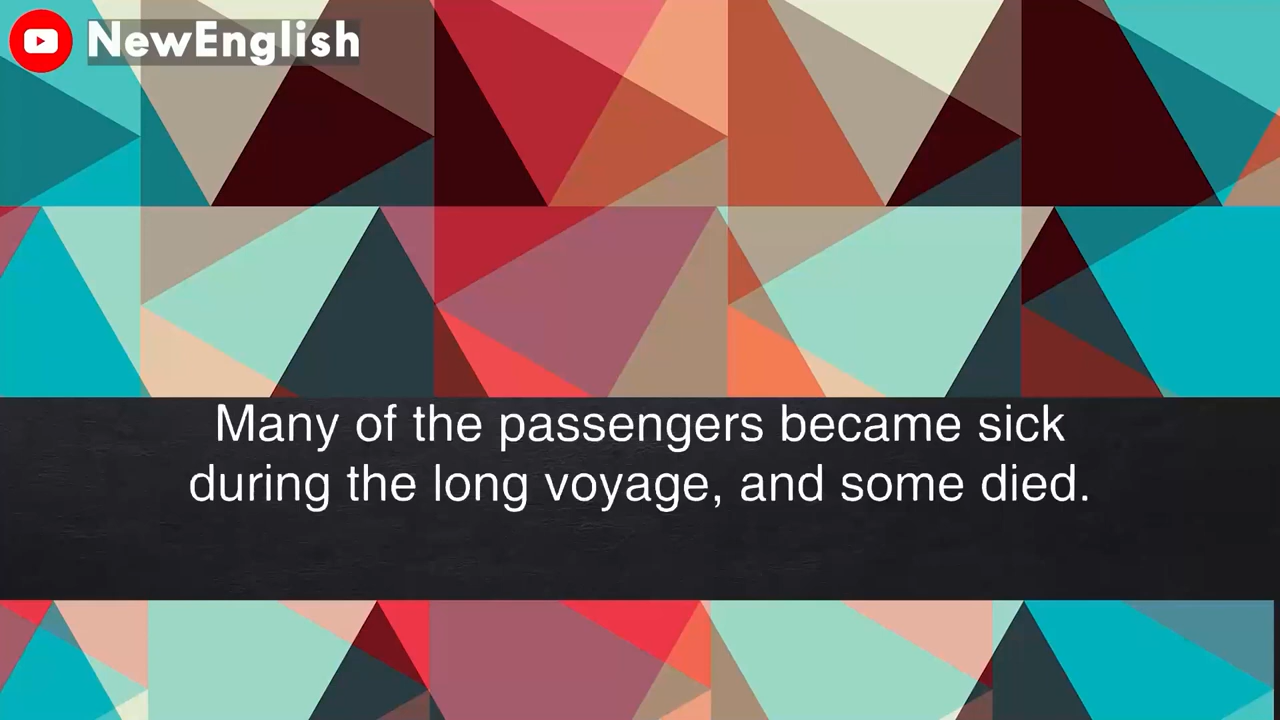 NewEnglish
Many of the passengers became sick
during the long voyage, and some died.